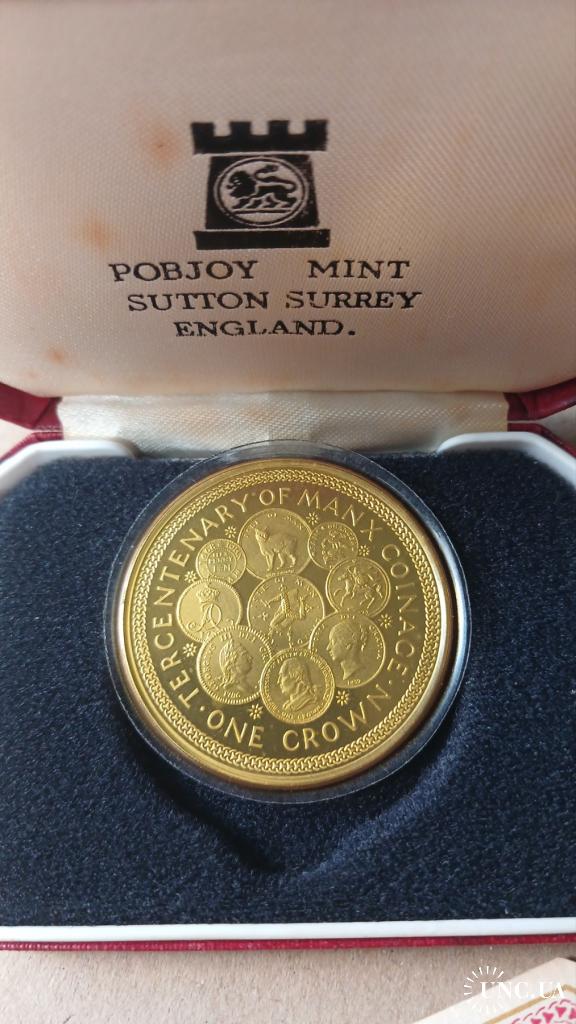 POBJOY MINT
SUTTON SURREY
ENGLAND.
TERCENTENARY OF MANX COINAGE
· ONE CROWN ·
UNC.UA